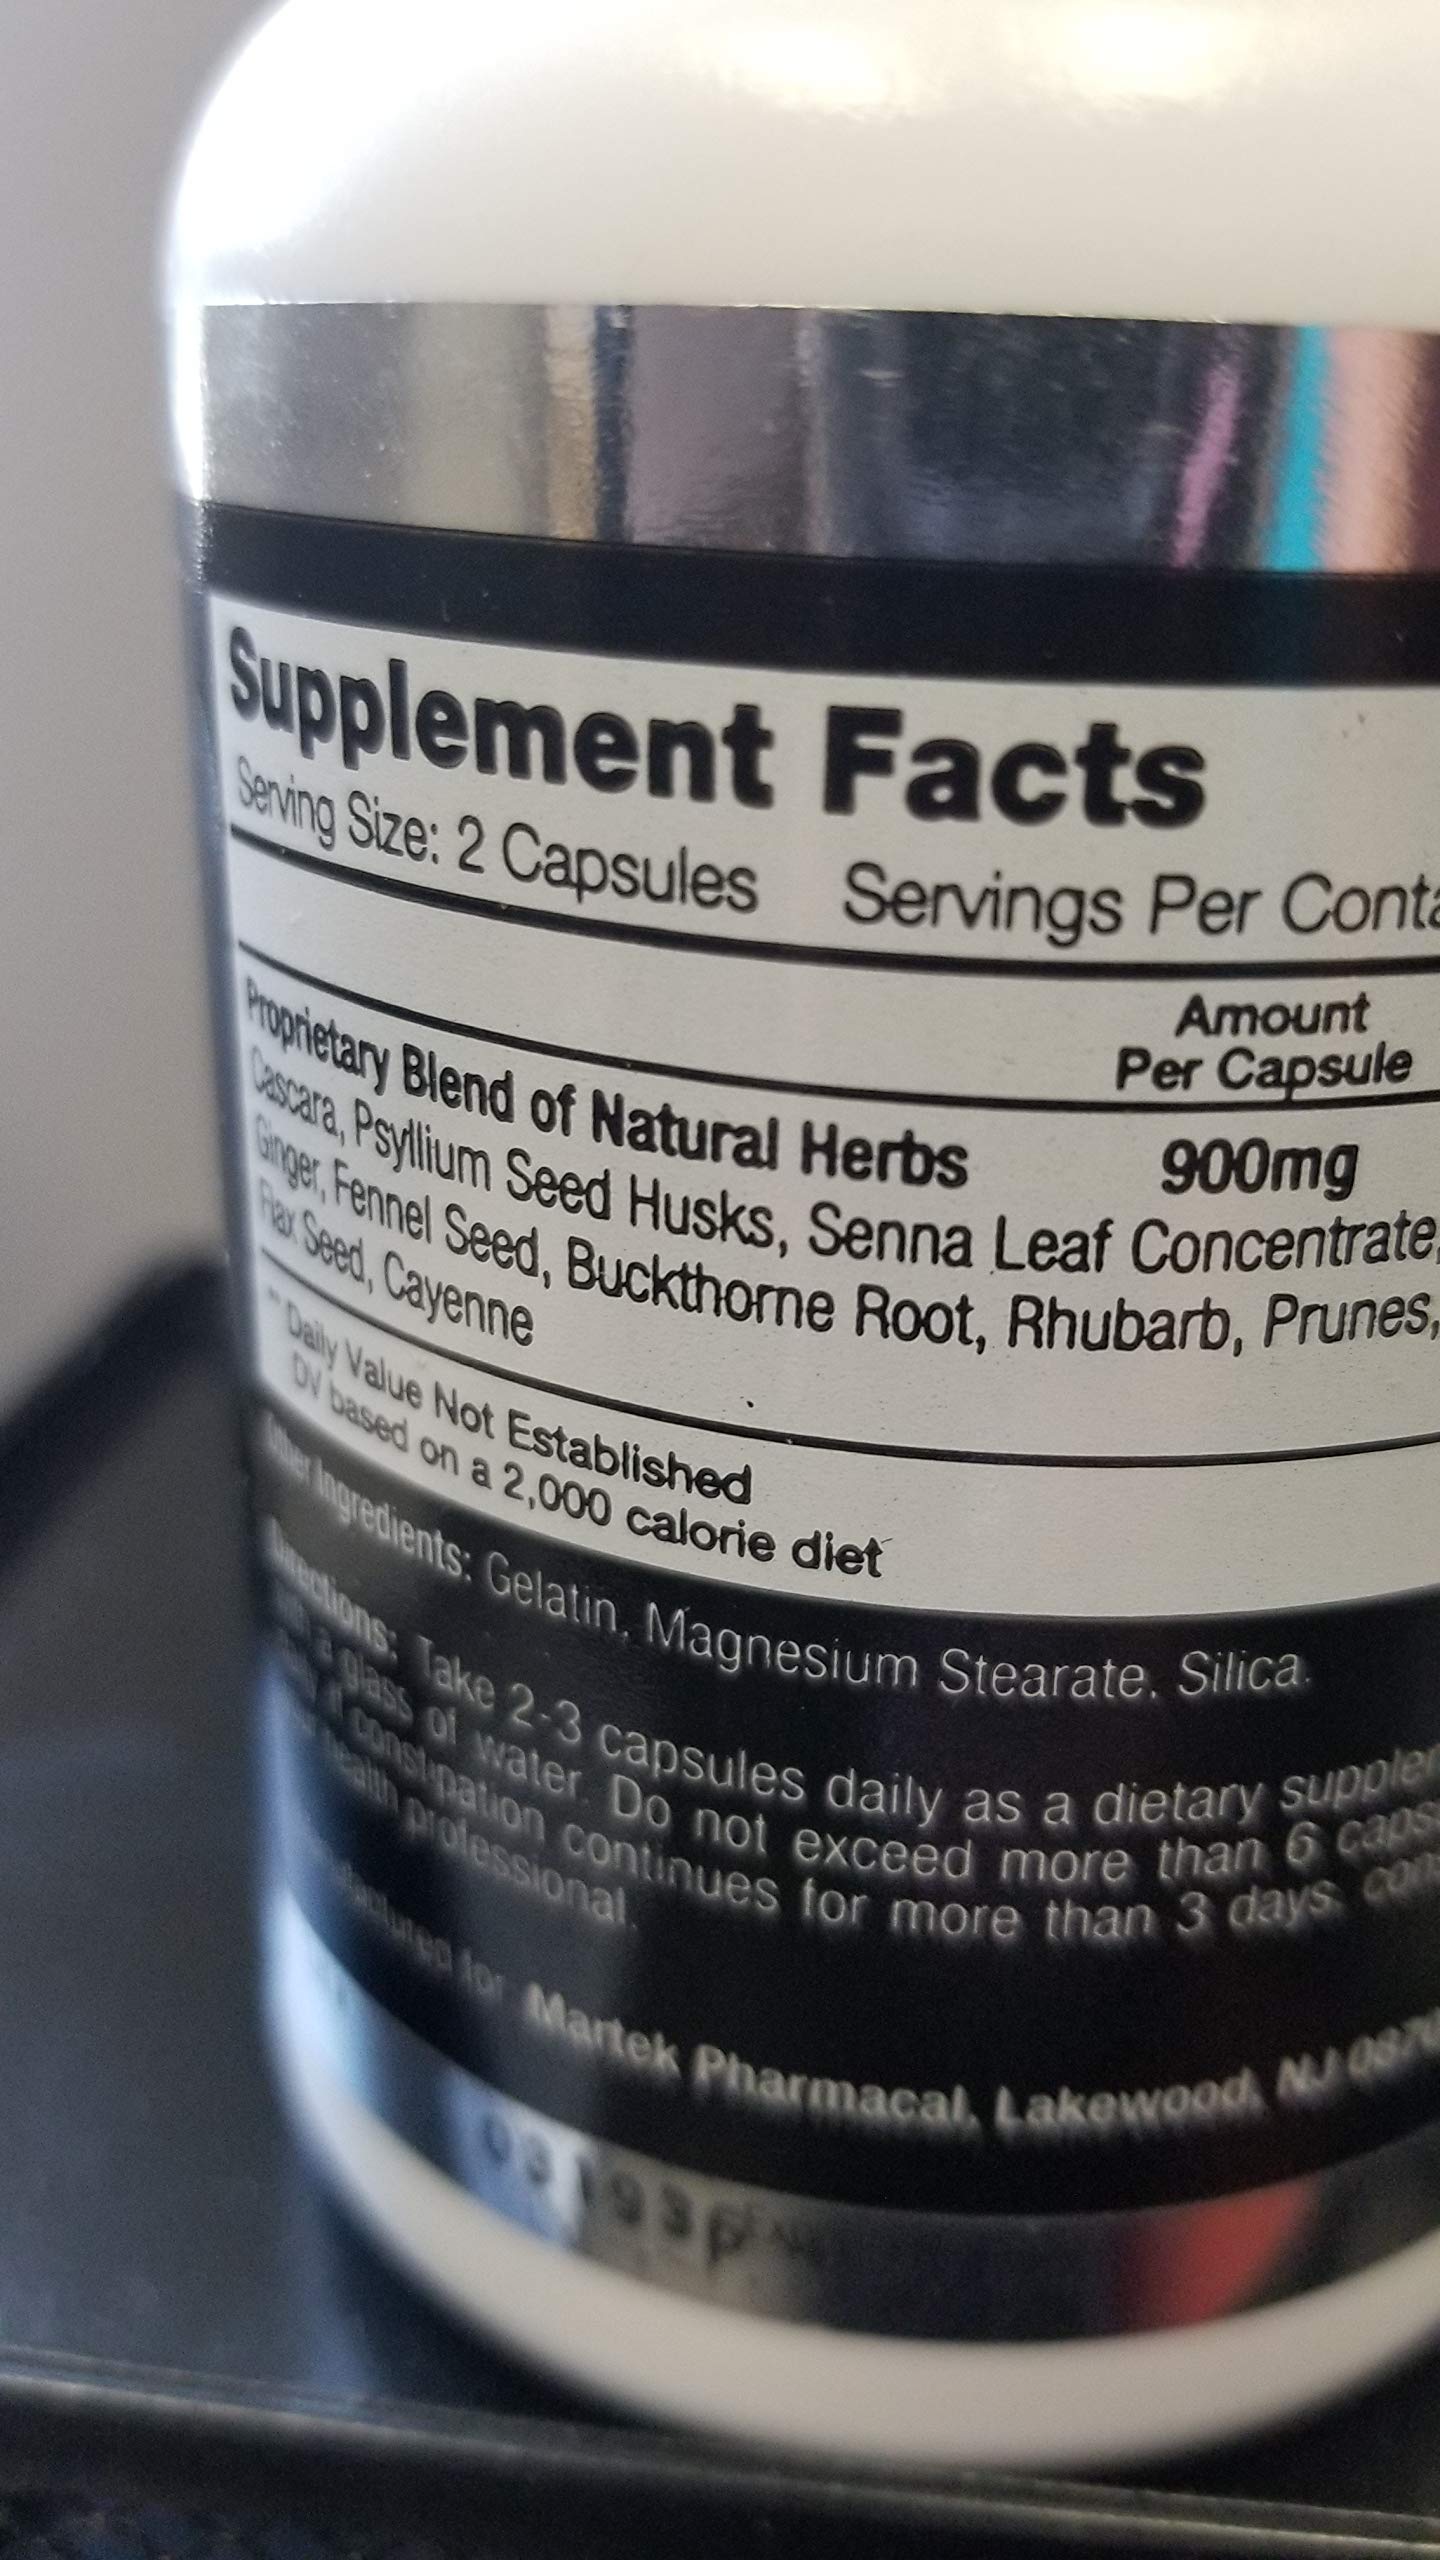 Supplement Facts
Serving Size: 2 Capsules Servings Per Conta
Amount
Per Capsule
Proprietary Blend of Natural Herbs 900mg
Cascara, Psyllium Seed Husks, Senna Leaf Concentrate,
Ginger, Fennel Seed, Buckthorne Root, Rhubarb, Prunes,
Flax Seed, Cayenne
** Daily Value Not Established
DV based on a 2,000 calorie diet
Other Ingredients: Gelatin, Magnesium Stearate, Silica.
Directions: Take 2-3 capsules daily as a dietary supplem
with a glass of water. Do not exceed more than 6 caps
if constipation continues for more than 3 days, con
health professional.
for Martek Pharmacal, Lakewood, NJ